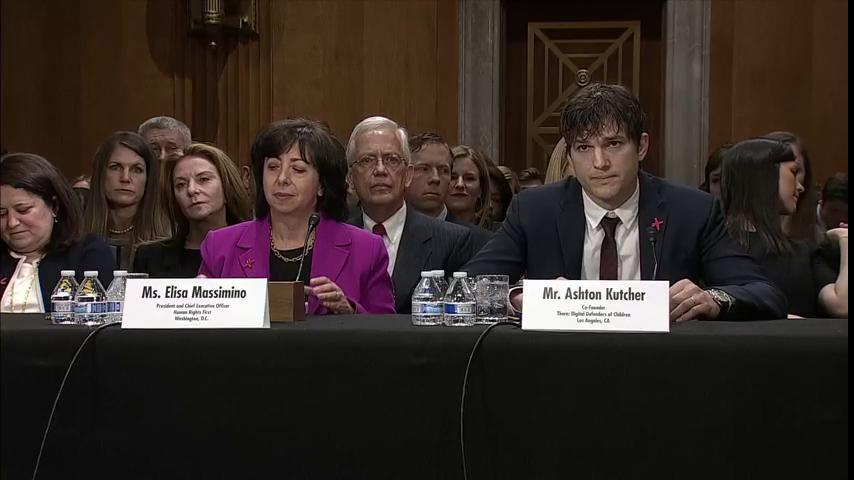 Ms. Elisa Massimino
President and Chief Executive Officer
Human Rights First
Washington, D.C.
Mr. Ashton Kutcher
Co-Founder
Thorn: Digital Defenders of Children
Los Angeles, CA